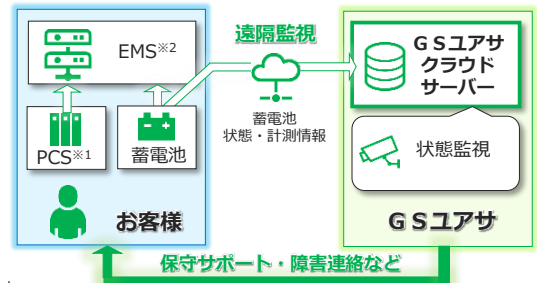 EMS※2
PCS※1
蓄電池
お客様
遠隔監視
蓄電池
状態・計測情報
ＧＳユアサ
クラウド
サーバー
状態監視
ＧＳユアサ
保守サポート・障害連絡など